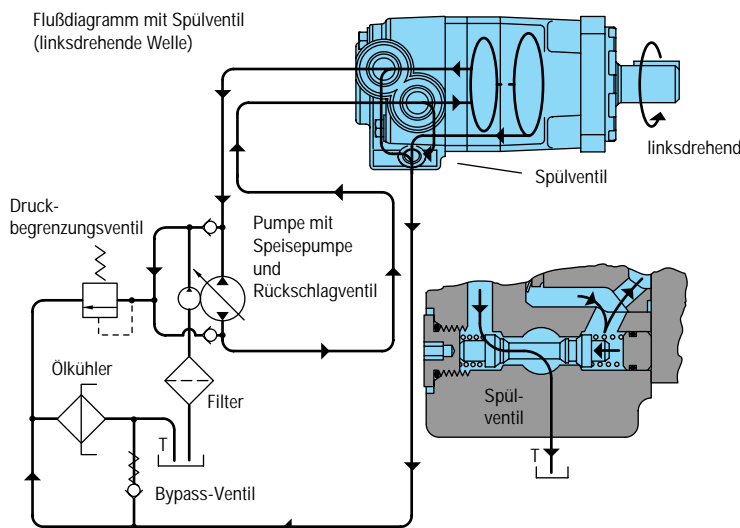 Flußdiagramm mit Spülventil
(linksdrehende Welle)
linksdrehend
Spülventil
Druck-
begrenzungsventil
Pumpe mit
Speisepumpe
und
Rückschlagventil
Ölkühler
Filter
T
Bypass-Ventil
Spül-
ventil
T